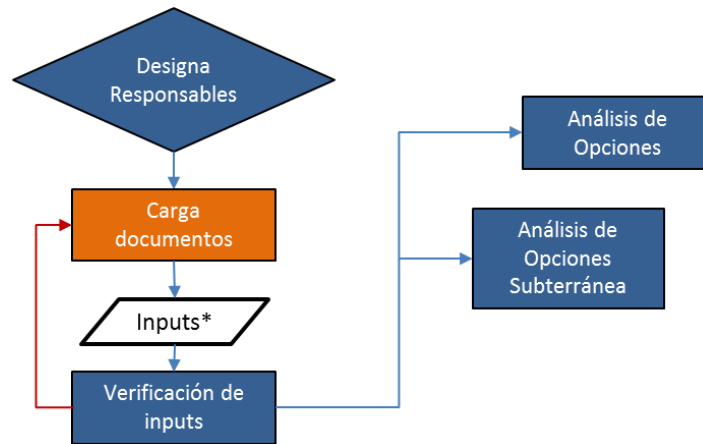 Designa
Responsables
Carga
documentos
Inputs*
Verificación de
inputs
Análisis de
Opciones
Análisis de
Opciones
Subterránea